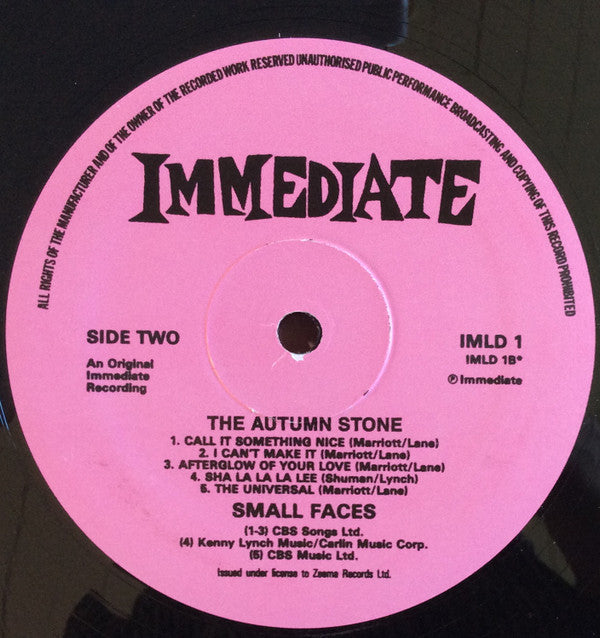 ALL RIGHTS OF THE MANUFACTURER AND OF THE OWNER OF THE RECORDED WORK RESERVED UNAUTHORISED PUBLIC PERFORMANCE BROADCASTING AND COPYING OF THIS RECORD PROHIBITED
IMMEDIATE
SIDE TWO
An Original
Immediate
Recording
IMLD 1
IMLD 1B*
℗ Immediate
THE AUTUMN STONE
1. CALL IT SOMETHING NICE (Marriott/Lane)
2. I CAN'T MAKE IT (Marriott/Lane)
3. AFTERGLOW OF YOUR LOVE (Marriott/Lane)
4. SHA LA LA LA LEE (Shuman/Lynch)
5. THE UNIVERSAL (Marriott/Lane)
SMALL FACES
(1-3) CBS Songs Ltd.
(4) Kenny Lynch Music/Carlin Music Corp.
(5) CBS Music Ltd.
Issued under license to Zeema Records Ltd.